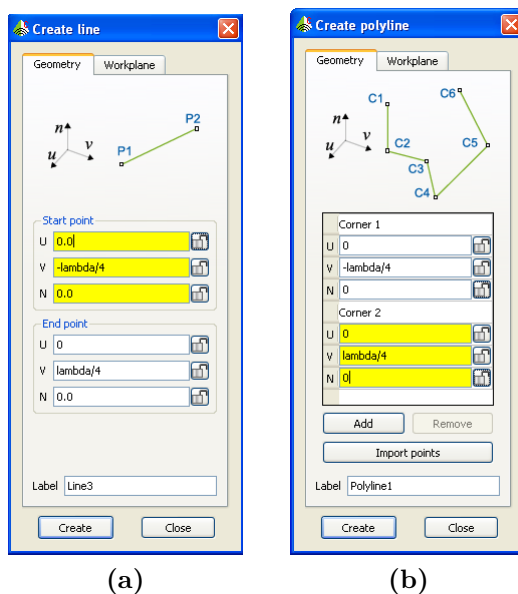 Create line
Geometry Workplane
n
v
u
P1
P2
Start point
U 0.0
V -lambda/4
N 0.0
End point
U 0
V lambda/4
N 0.0
Label Line3
Create Close
(a)
Create polyline
Geometry Workplane
C1
C6
n
v
u
C2
C5
C3
C4
Corner 1
U 0
V -lambda/4
N 0
Corner 2
U 0
V lambda/4
N 0
Add Remove
Import points
Label Polyline1
Create Close
(b)